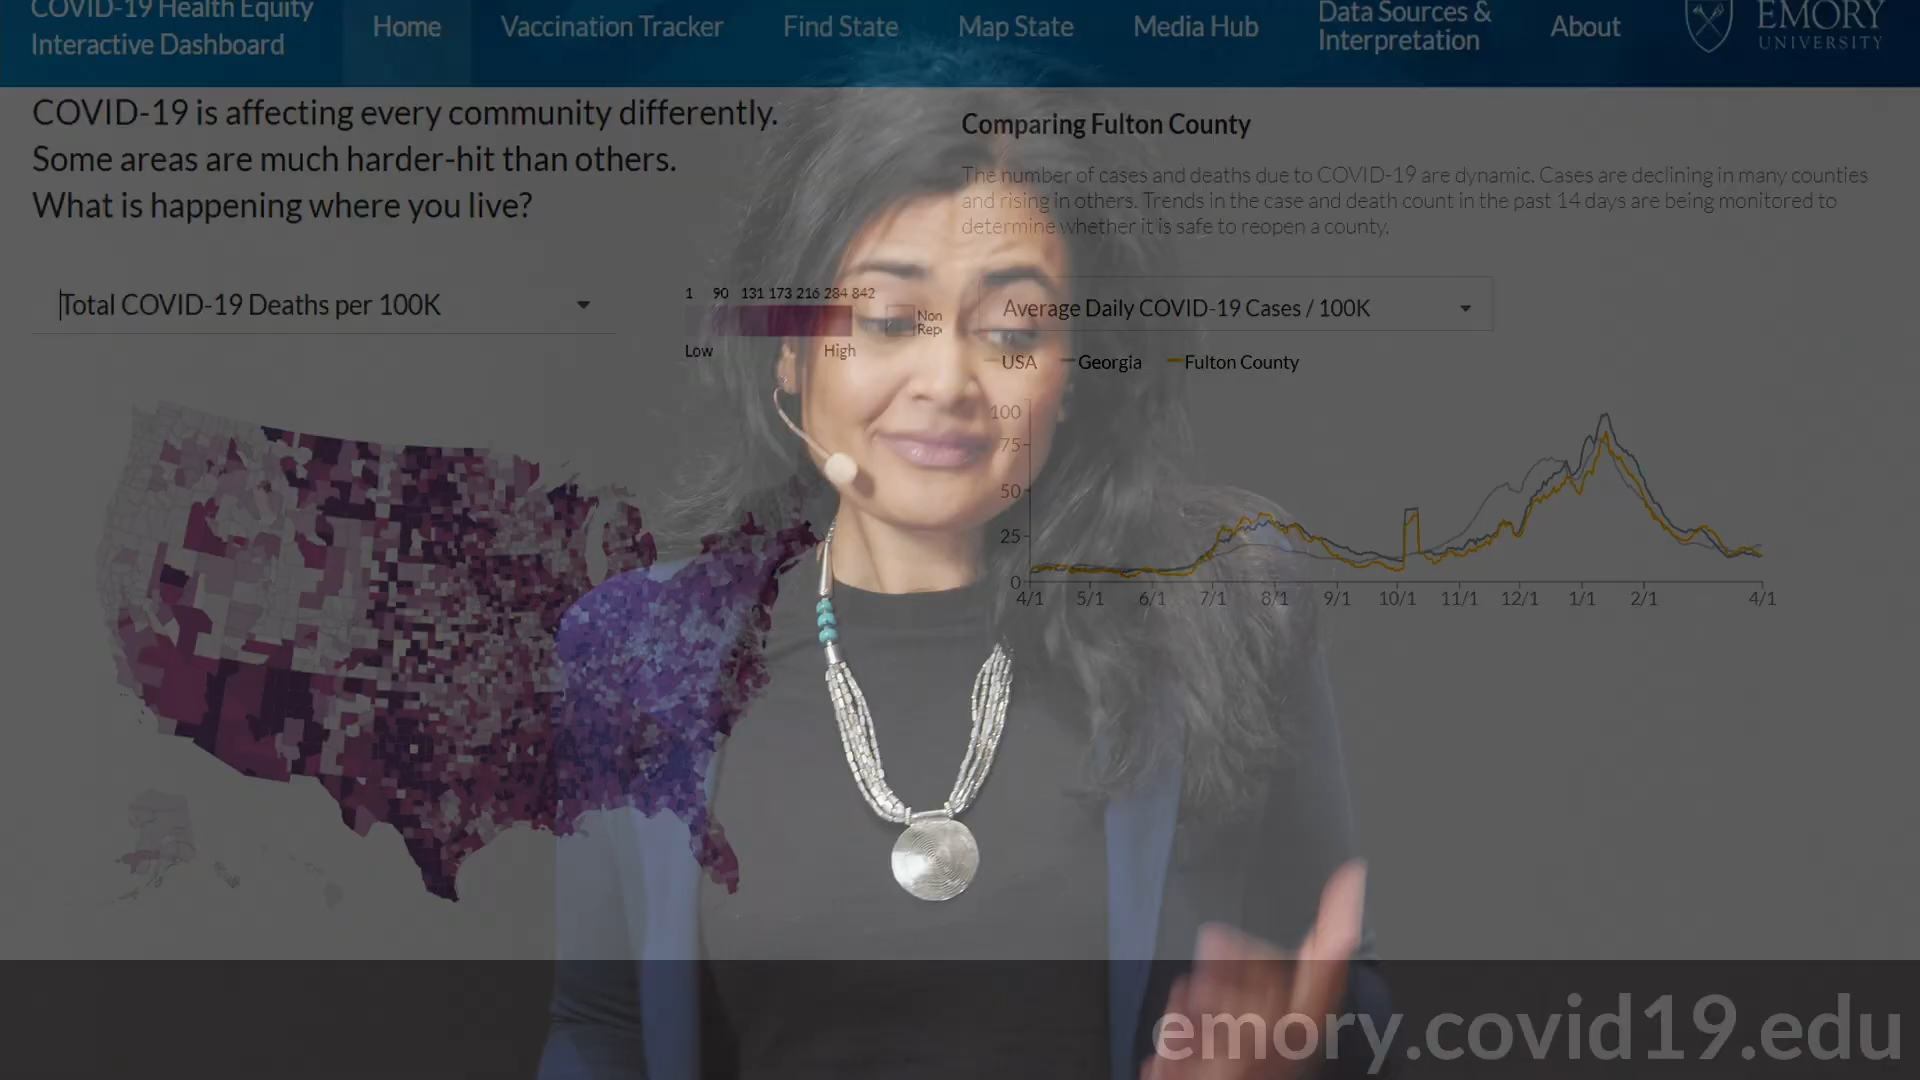 COVID-19 Health Equity
Interactive Dashboard
Home
Vaccination Tracker
Find State
Map State
Media Hub
Data Sources &
Interpretation
About
EMORY
UNIVERSITY
COVID-19 is affecting every community differently.
Some areas are much harder-hit than others.
What is happening where you live?
Total COVID-19 Deaths per 100K
1 90 131 173 216 284 842
Low
High
Non
Rep
Comparing Fulton County
The number of cases and deaths due to COVID-19 are dynamic. Cases are declining in many counties
and rising in others. Trends in the case and death count in the past 14 days are being monitored to
determine whether it is safe to reopen a county.
Average Daily COVID-19 Cases / 100K
USA
Georgia
Fulton County
100
75
50
25
0
4/1 5/1 6/1 7/1 8/1 9/1 10/1 11/1 12/1 1/1 2/1 4/1
emory.covid19.edu